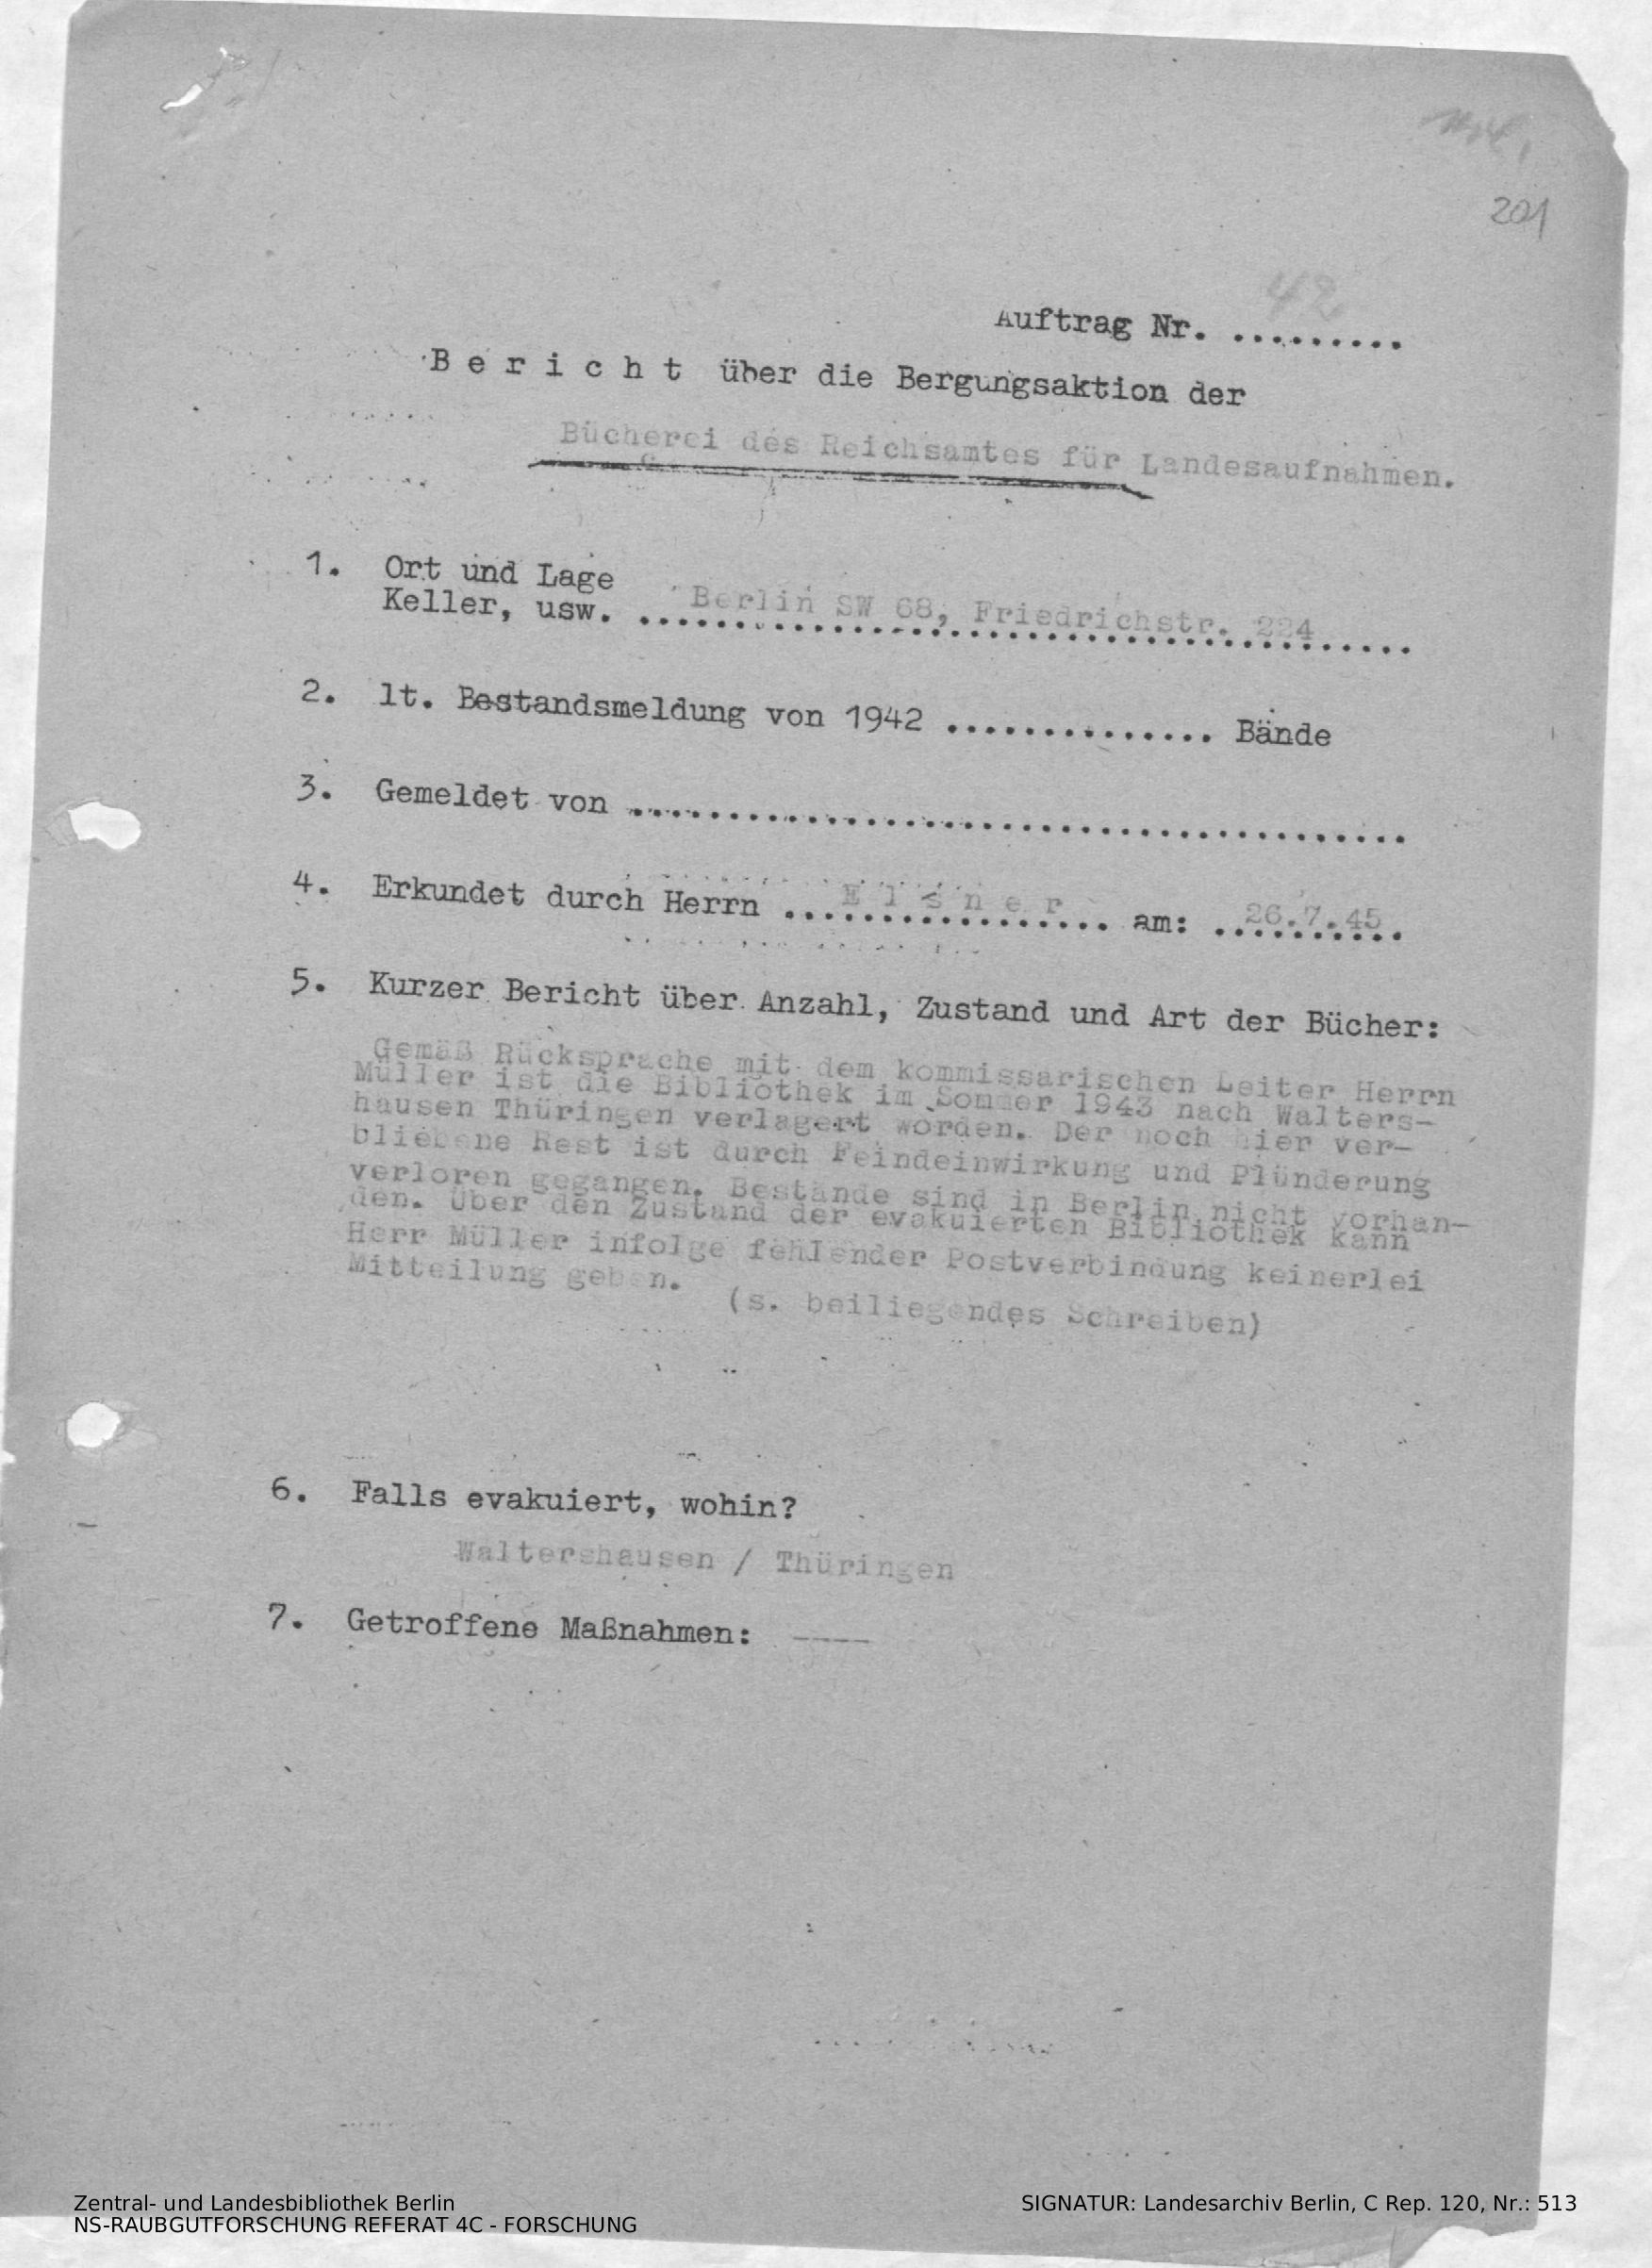 201
Auftrag Nr. 42 .........
B e r i c h t über die Bergungsaktion der
Bücherei des Reichsamtes für Landesaufnahmen.
1. Ort und Lage
Keller, usw. Berlin SW 68, Friedrichstr. 224
2. lt. Bestandsmeldung von 1942 .............. Bände
3. Gemeldet von ........................................
4. Erkundet durch Herrn E l s n e r am: 26.7.45
5. Kurzer Bericht über Anzahl, Zustand und Art der Bücher:
Gemäß Rücksprache mit dem kommissarischen Leiter Herrn
Müller ist die Bibliothek im Sommer 1943 nach Walters-
hausen Thüringen verlagert worden. Der noch hier ver-
bliebene Rest ist durch Feindeinwirkung und Plünderung
verloren gegangen. Bestände sind in Berlin nicht vorhan-
den. Über den Zustand der evakuierten Bibliothek kann
Herr Müller infolge fehlender Postverbindung keinerlei
Mitteilung geben.
(s. beiliegendes Schreiben)
6. Falls evakuiert, wohin?
Waltershausen / Thüringen
7. Getroffene Maßnahmen: ----
Zentral- und Landesbibliothek Berlin
NS-RAUBGUTFORSCHUNG REFERAT 4C - FORSCHUNG
SIGNATUR: Landesarchiv Berlin, C Rep. 120, Nr.: 513